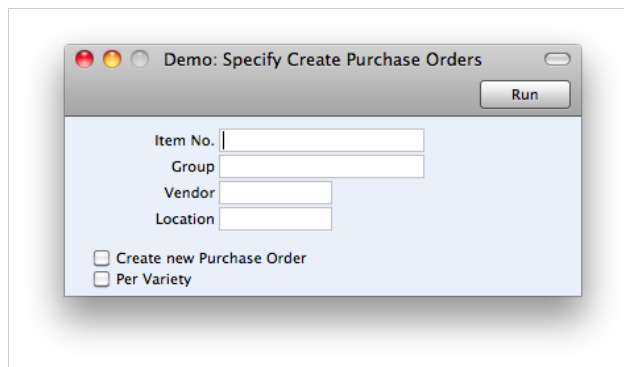 Demo: Specify Create Purchase Orders
Run
Item No.
Group
Vendor
Location
Create new Purchase Order
Per Variety